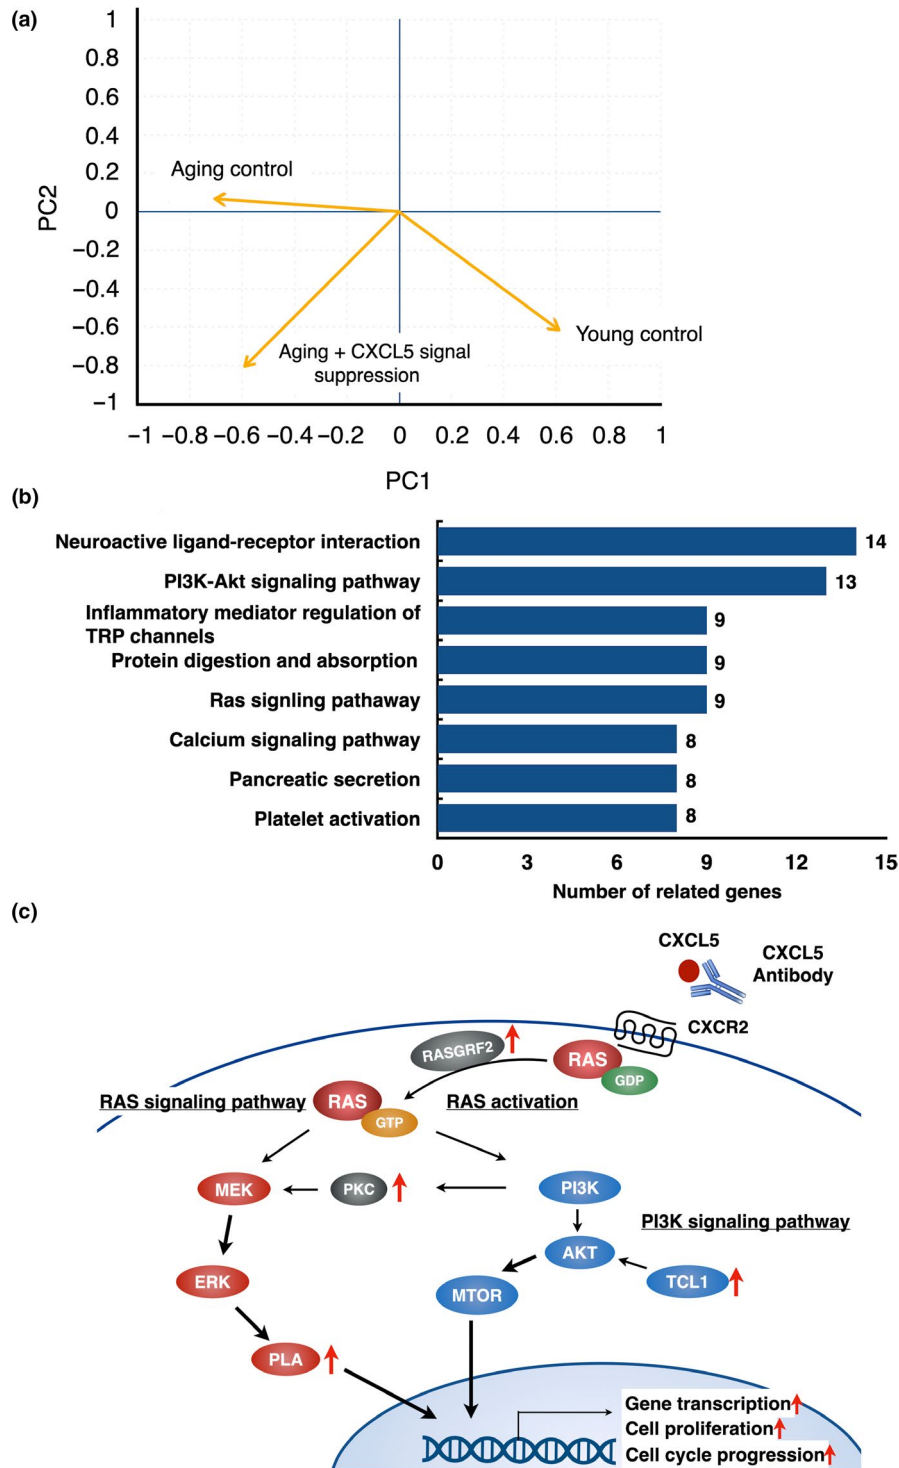 (a)
1
0.8
0.6
0.4
0.2
0
−0.2
−0.4
−0.6
−0.8
−1
PC2
Aging control
Young control
Aging + CXCL5 signal
suppression
−1 −0.8 −0.6 −0.4 −0.2 0 0.2 0.4 0.6 0.8 1
PC1
(b)
Neuroactive ligand-receptor interaction 14
PI3K-Akt signaling pathway 13
Inflammatory mediator regulation of
TRP channels 9
Protein digestion and absorption 9
Ras signling pathaway 9
Calcium signaling pathway 8
Pancreatic secretion 8
Platelet activation 8
0 3 6 9 12 15
Number of related genes
(c)
CXCL5
CXCL5
Antibody
CXCR2
RASGRF2
RAS
GDP
RAS signaling pathway
RAS
GTP
RAS activation
MEK
PKC
PI3K
PI3K signaling pathway
AKT
ERK
TCL1
MTOR
PLA
Gene transcription
Cell proliferation
Cell cycle progression